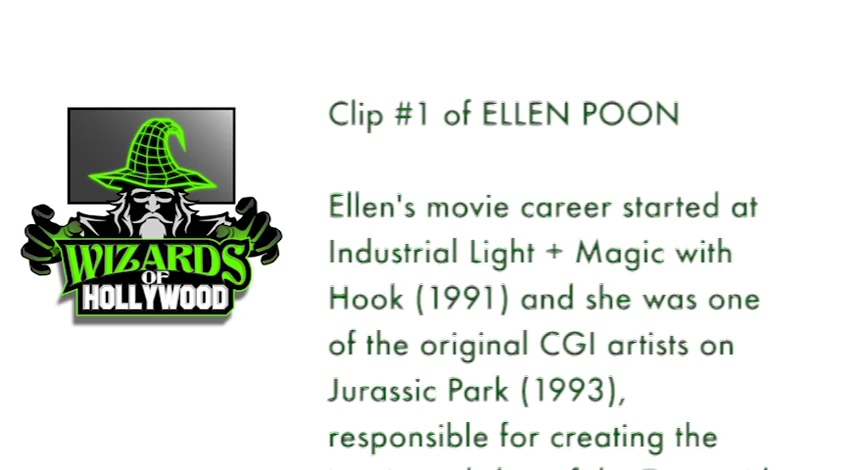 Clip #1 of ELLEN POON
Ellen's movie career started at
Industrial Light + Magic with
Hook (1991) and she was one
of the original CGI artists on
Jurassic Park (1993),
responsible for creating the
WIZARDS
OF
HOLLYWOOD